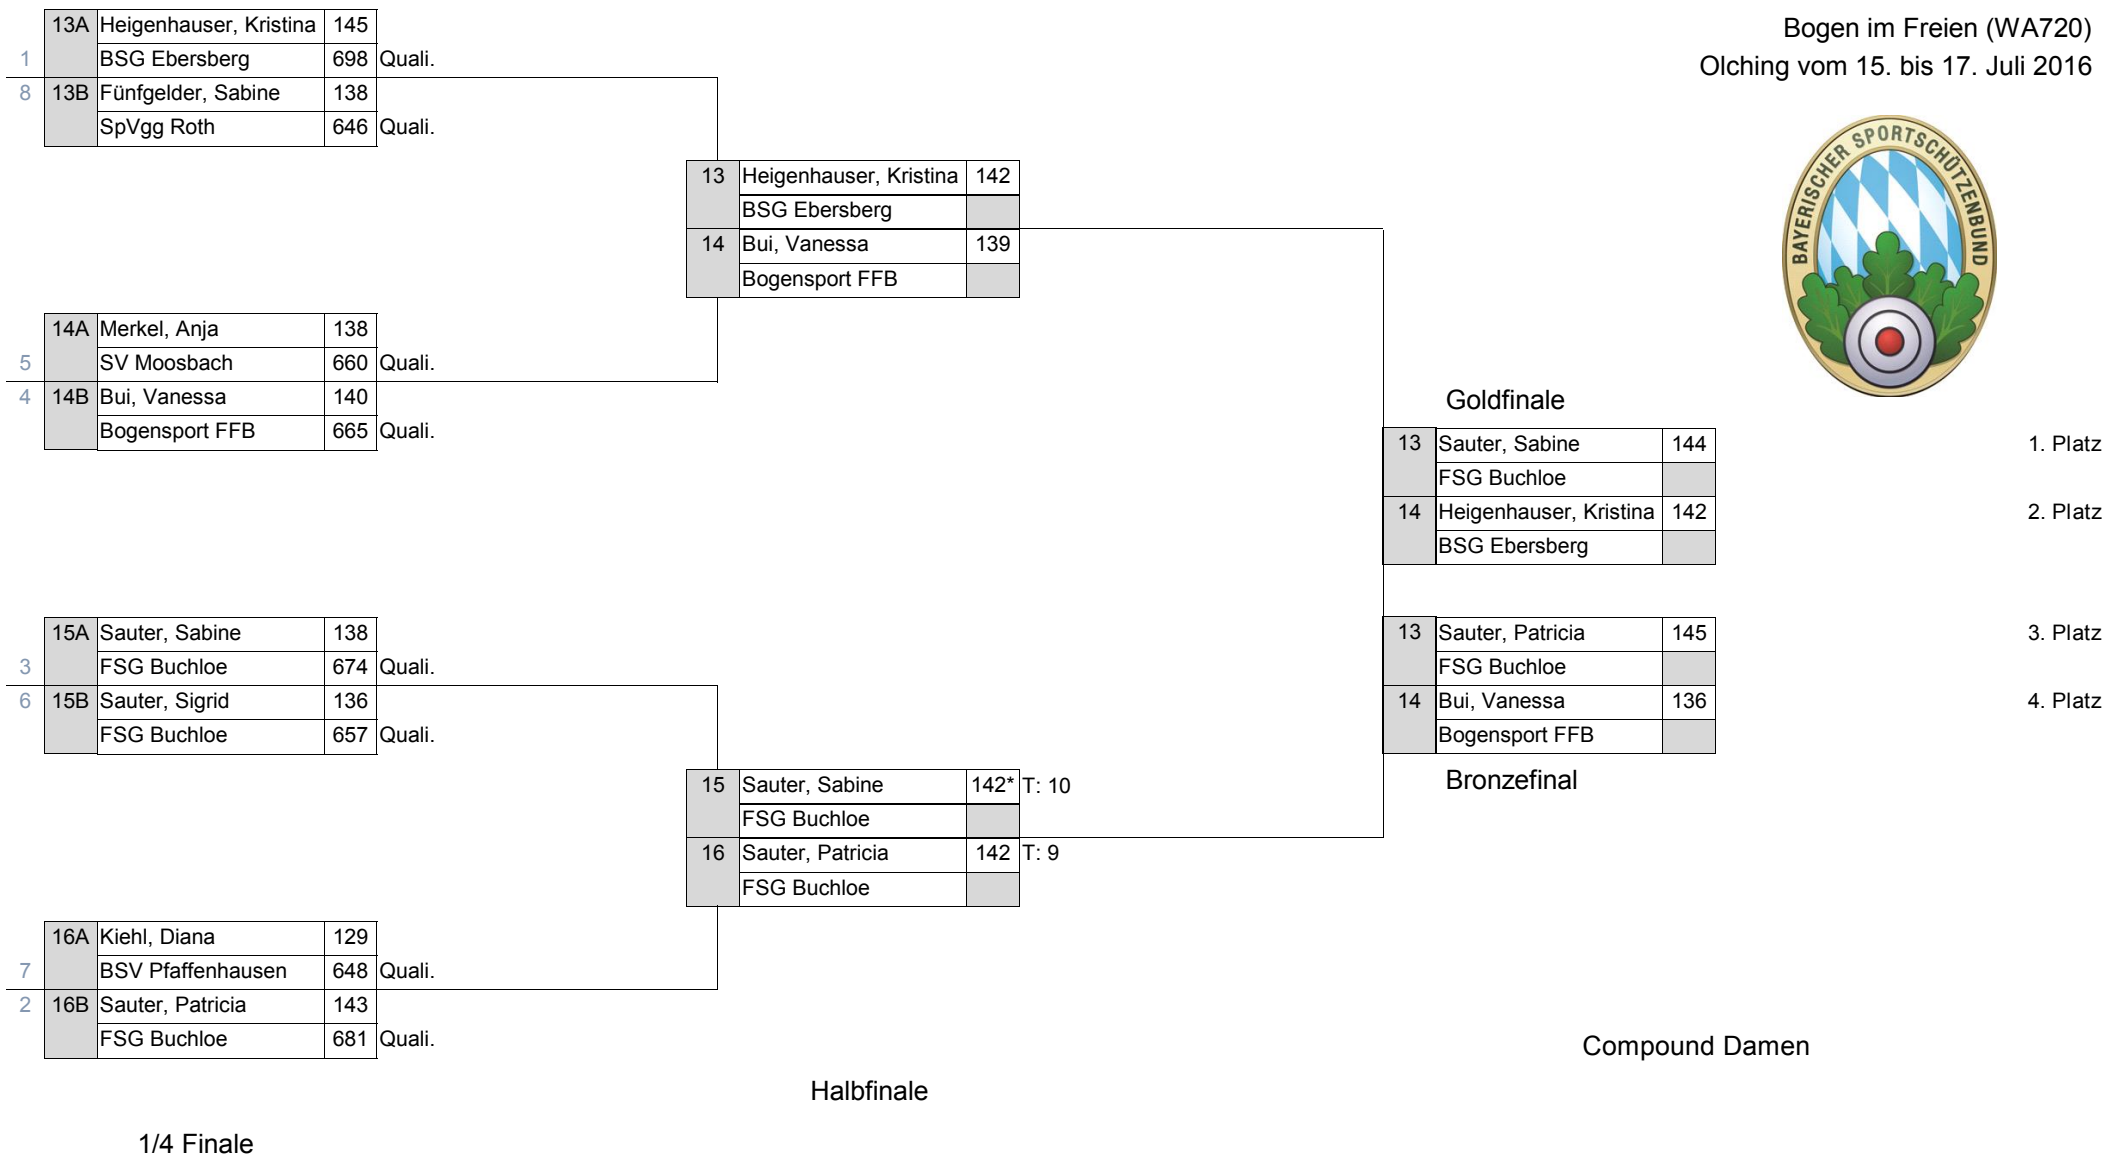 Bogen im Freien (WA720)
Olching vom 15. bis 17. Juli 2016
BAYERISCHER SPORTSCHÜTZENBUND
13A Heigenhauser, Kristina 145
1 BSG Ebersberg 698 Quali.
8 13B Fünfgelder, Sabine 138
SpVgg Roth 646 Quali.
14A Merkel, Anja 138
5 SV Moosbach 660 Quali.
4 14B Bui, Vanessa 140
Bogensport FFB 665 Quali.
15A Sauter, Sabine 138
3 FSG Buchloe 674 Quali.
6 15B Sauter, Sigrid 136
FSG Buchloe 657 Quali.
16A Kiehl, Diana 129
7 BSV Pfaffenhausen 648 Quali.
2 16B Sauter, Patricia 143
FSG Buchloe 681 Quali.
1/4 Finale
13 Heigenhauser, Kristina 142
BSG Ebersberg
14 Bui, Vanessa 139
Bogensport FFB
15 Sauter, Sabine 142* T: 10
FSG Buchloe
16 Sauter, Patricia 142 T: 9
FSG Buchloe
Halbfinale
Goldfinale
13 Sauter, Sabine 144 1. Platz
FSG Buchloe
14 Heigenhauser, Kristina 142 2. Platz
BSG Ebersberg
13 Sauter, Patricia 145 3. Platz
FSG Buchloe
14 Bui, Vanessa 136 4. Platz
Bogensport FFB
Bronzefinal
Compound Damen